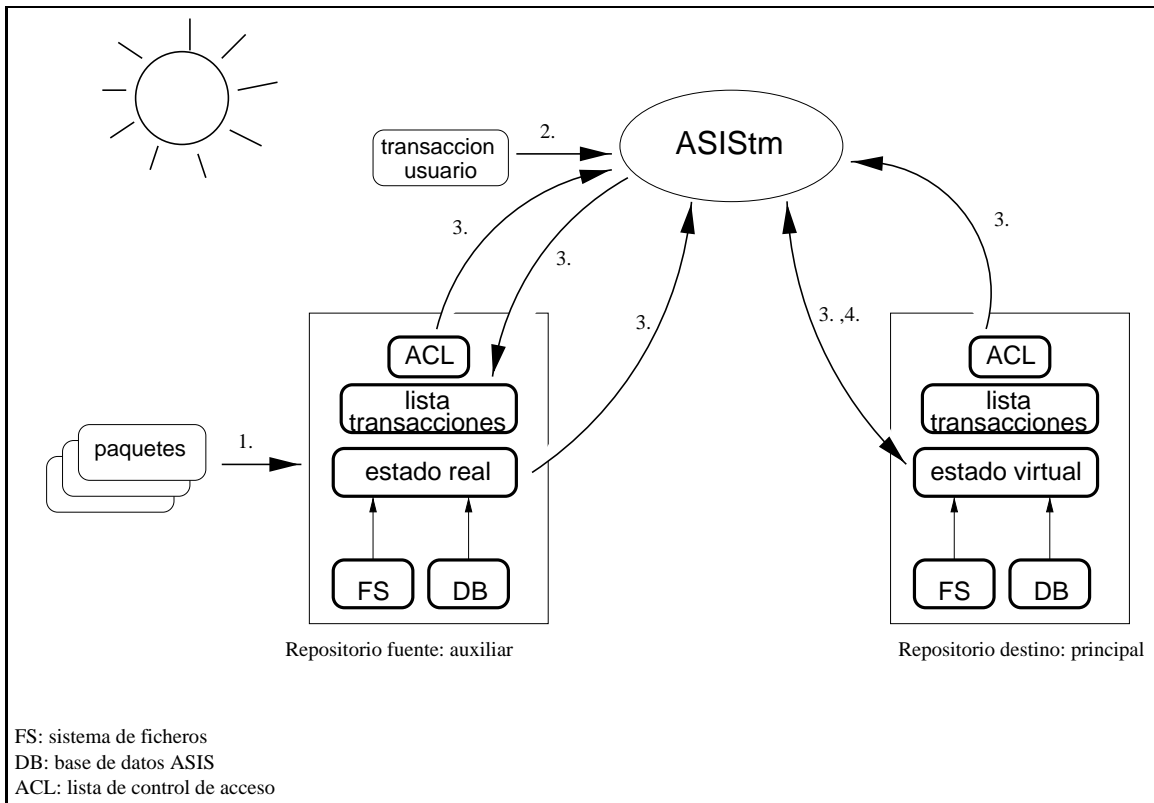 transaccion
usuario
2.
ASIStm
3.
3.
3.
3. ,4.
3.
paquetes
1.
ACL
lista
transacciones
estado real
FS
DB
Repositorio fuente: auxiliar
ACL
lista
transacciones
estado virtual
FS
DB
Repositorio destino: principal
FS: sistema de ficheros
DB: base de datos ASIS
ACL: lista de control de acceso